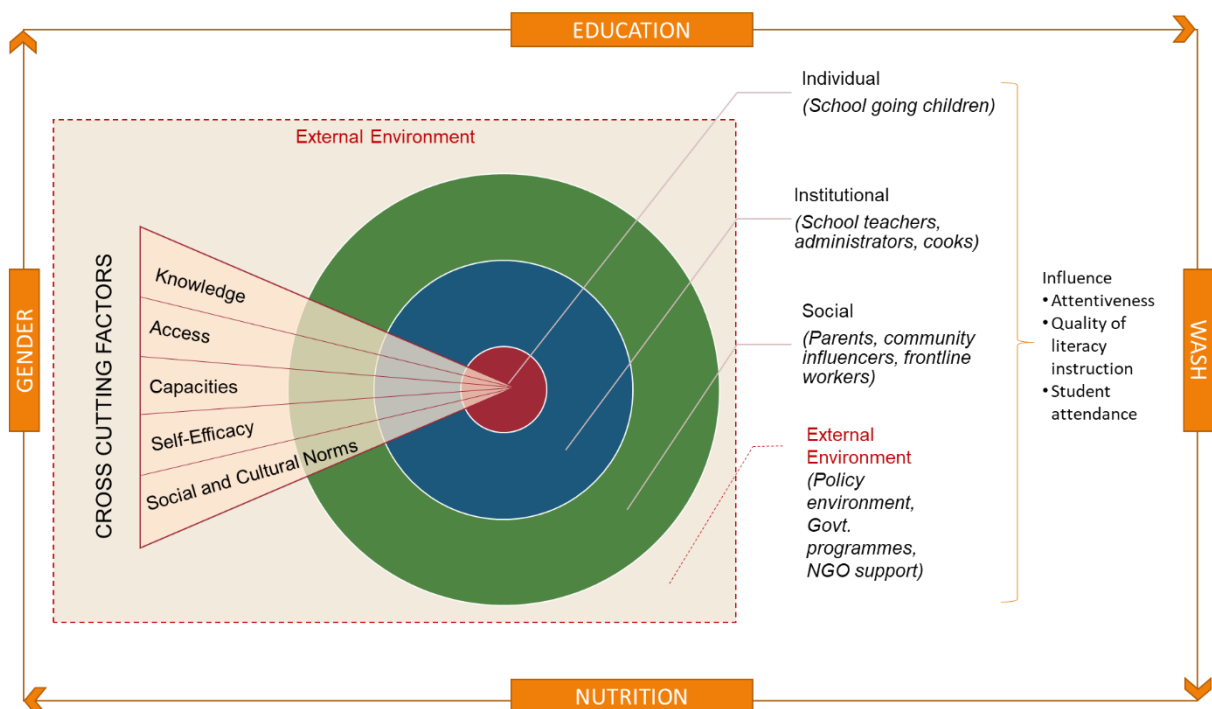 EDUCATION
Individual
(School going children)
External Environment
Institutional
(School teachers,
administrators, cooks)
CROSS CUTTING FACTORS
Knowledge
Access
Capacities
Self-Efficacy
Social and Cultural Norms
GENDER
Social
(Parents, community
influencers, frontline
workers)
Influence
•Attentiveness
•Quality of
literacy
instruction
•Student
attendance
WASH
External
Environment
(Policy
environment,
Govt.
programmes,
NGO support)
NUTRITION